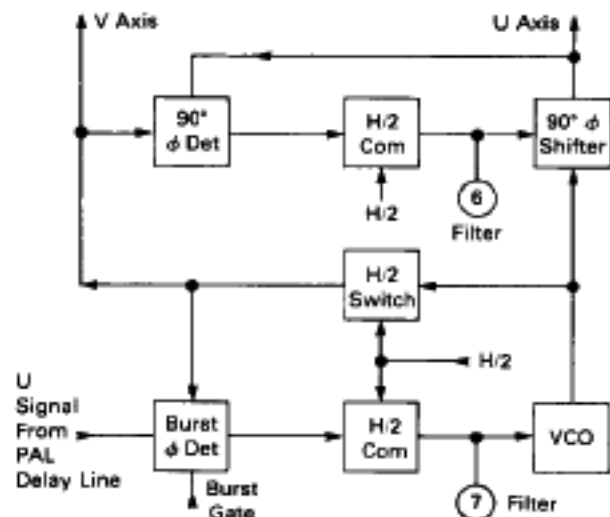 V Axis
U Axis
90°
ϕ Det
H/2
Com
90° ϕ
Shifter
H/2
6
Filter
H/2
Switch
H/2
U
Signal
From
PAL
Delay Line
Burst
ϕ Det
H/2
Com
VCO
Burst
Gate
7
Filter